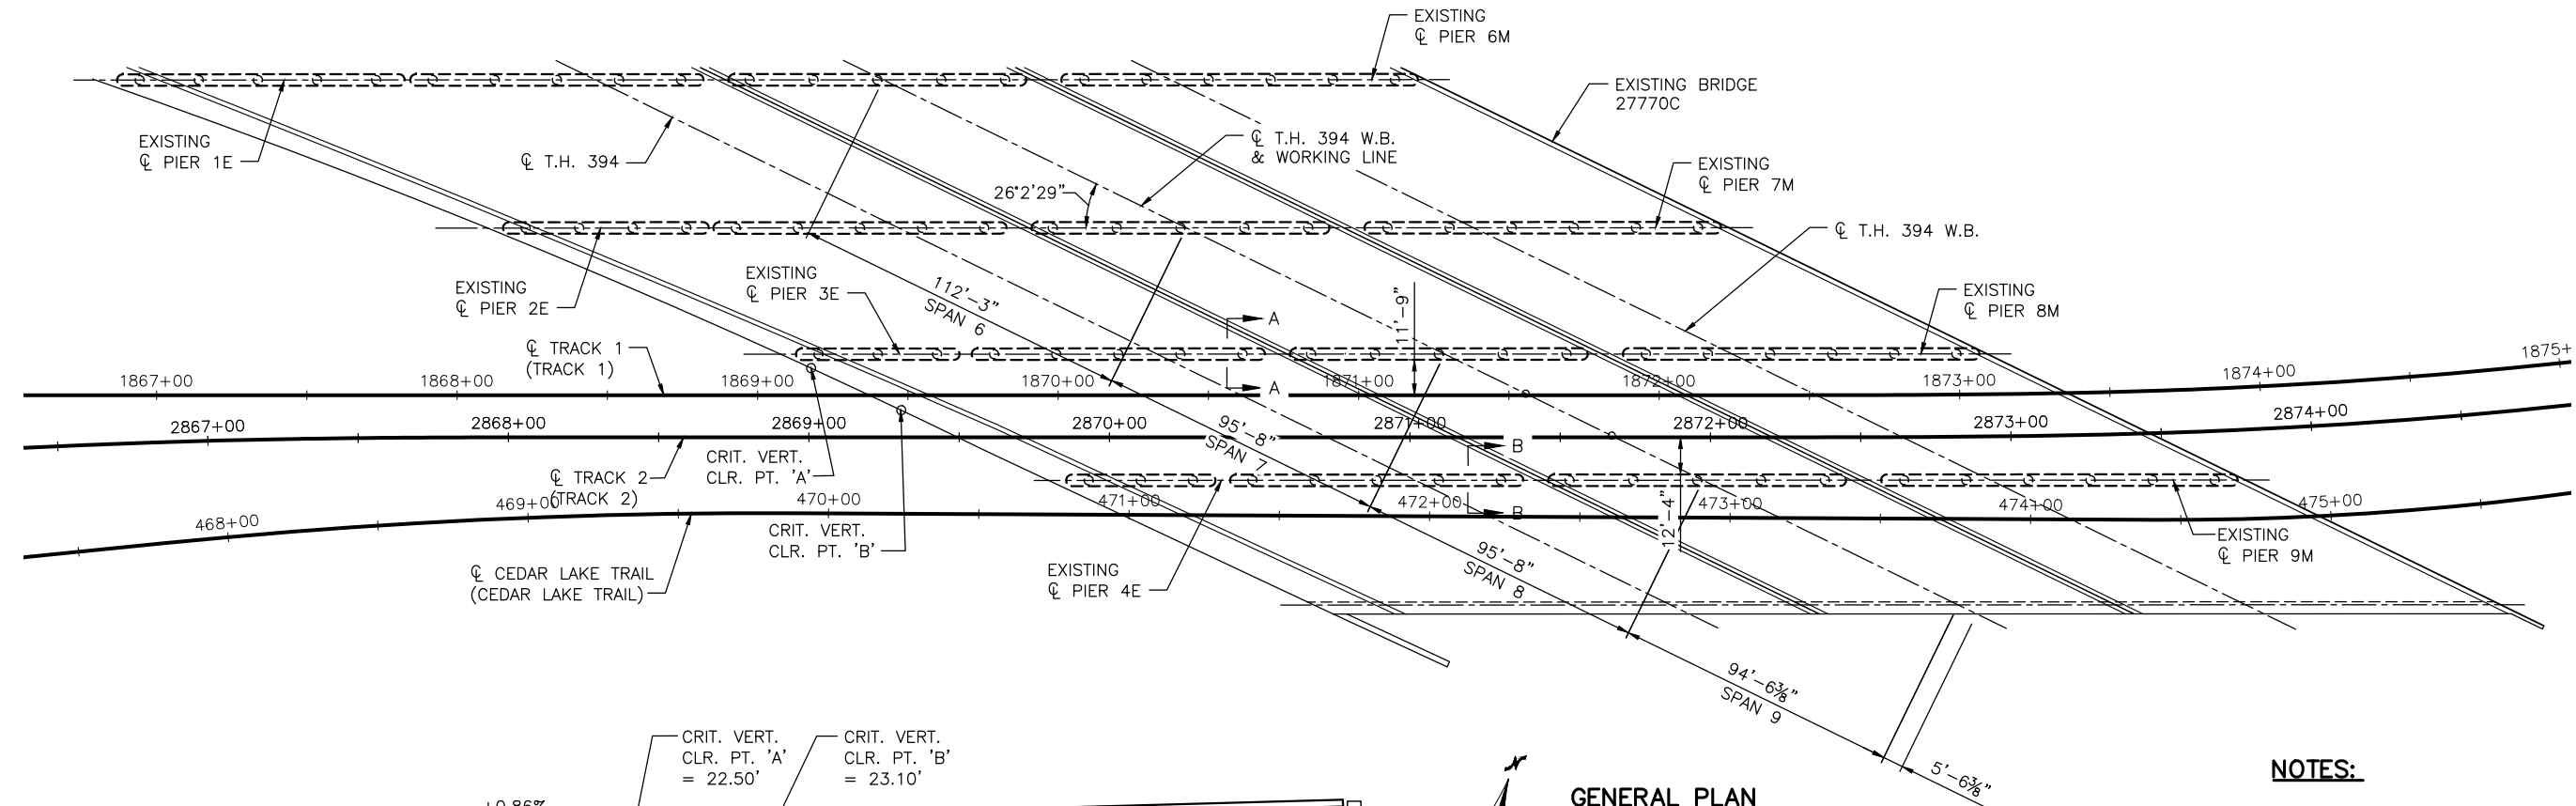 EXISTING
℄ PIER 6M
EXISTING BRIDGE
27770C
EXISTING
℄ PIER 1E
℄ T.H. 394
℄ T.H. 394 W.B.
& WORKING LINE
EXISTING
℄ PIER 7M
26°2'29"
℄ T.H. 394 W.B.
EXISTING
℄ PIER 2E
EXISTING
℄ PIER 3E
112'-3"
SPAN 6
A
11'-9"
EXISTING
℄ PIER 8M
℄ TRACK 1
(TRACK 1)
A
1867+00
1868+00
1869+00
1870+00
1871+00
1872+00
1873+00
1874+00
1875+
2867+00
2868+00
2869+00
2870+00
2871+00
2872+00
2873+00
2874+00
95'-8"
SPAN 7
B
CRIT. VERT.
CLR. PT. 'A'
℄ TRACK 2
(TRACK 2)
468+00
469+00
470+00
471+00
472+00
473+00
474+00
475+00
B
12'-4"
CRIT. VERT.
CLR. PT. 'B'
℄ CEDAR LAKE TRAIL
(CEDAR LAKE TRAIL)
EXISTING
℄ PIER 4E
95'-8"
SPAN 8
EXISTING
℄ PIER 9M
94'-6⅜"
SPAN 9
5'-6⅜"
CRIT. VERT.
CLR. PT. 'A'
= 22.50'
CRIT. VERT.
CLR. PT. 'B'
= 23.10'
+0.86%
N
GENERAL PLAN
NOTES: